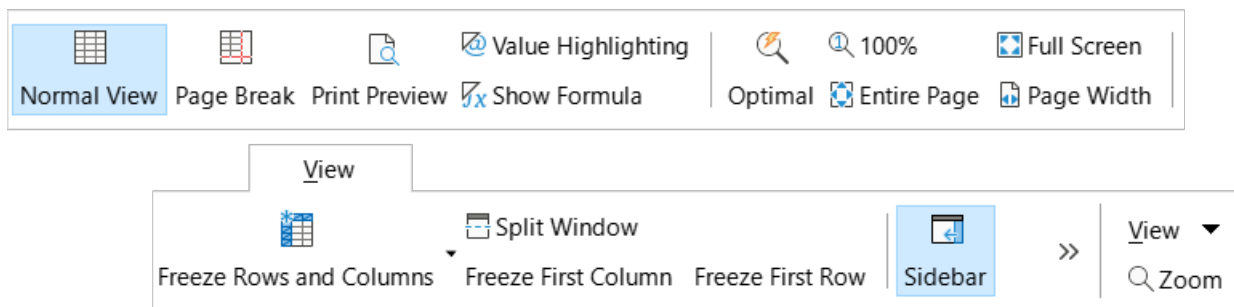 Value Highlighting 100% Full Screen
Normal View Page Break Print Preview Show Formula Optimal Entire Page Page Width
View
Split Window View
Freeze Rows and Columns Freeze First Column Freeze First Row Sidebar Zoom